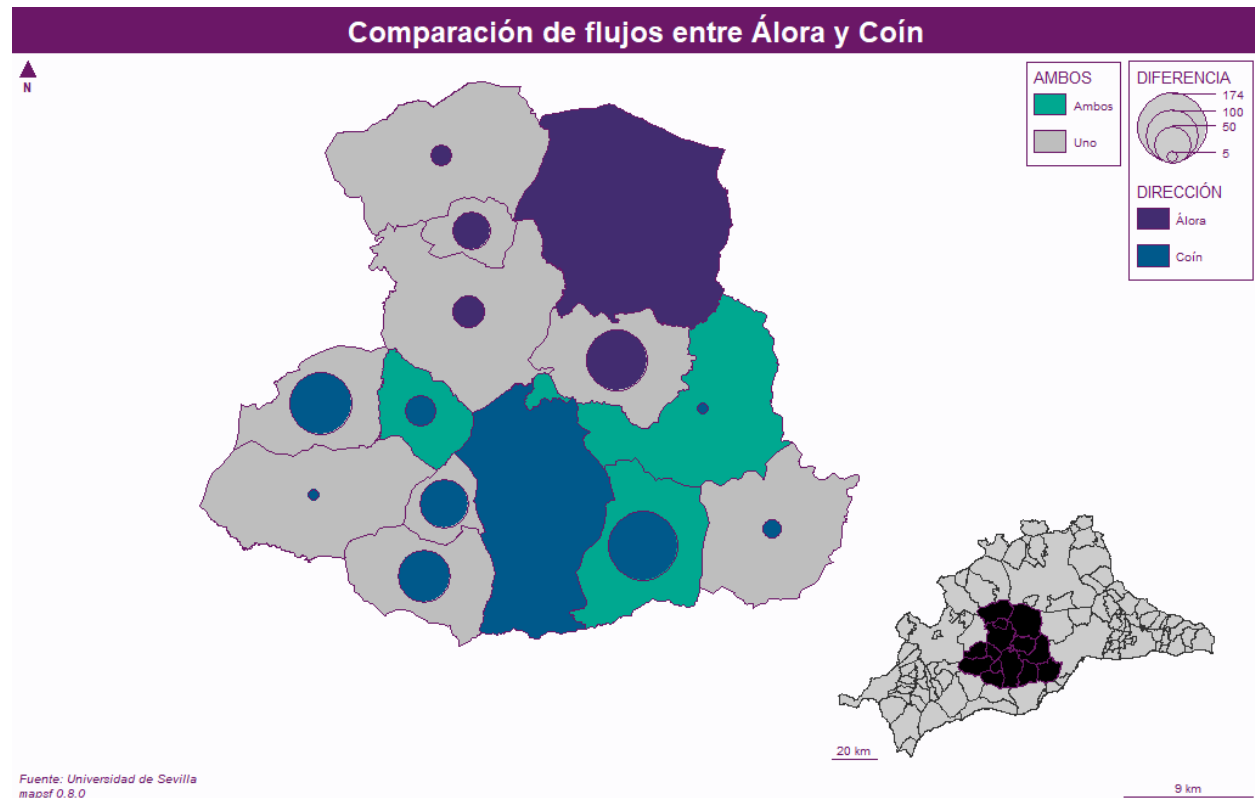 Comparación de flujos entre Álora y Coín
N
AMBOS
Ambos
Uno
DIFERENCIA
174
100
50
5
DIRECCIÓN
Álora
Coín
20 km
Fuente: Universidad de Sevilla
mapsf 0.8.0
9 km